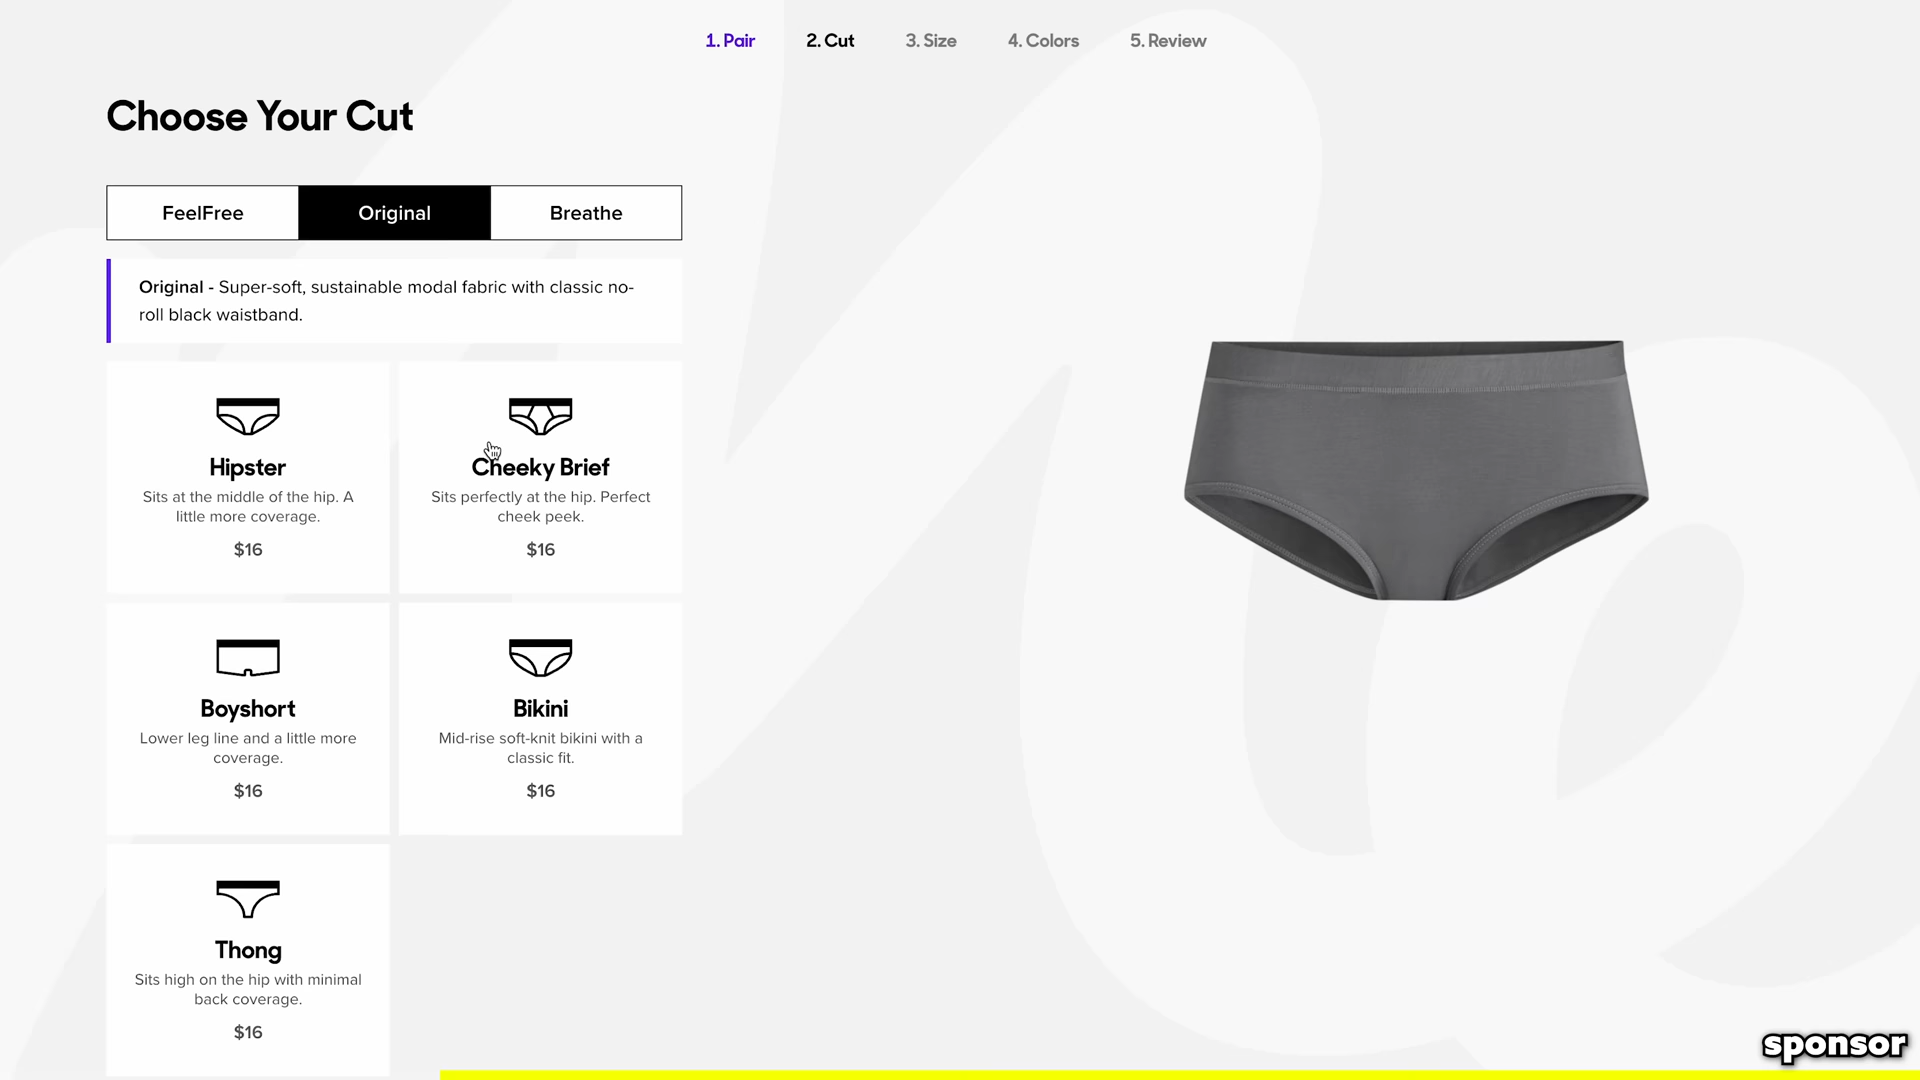 1. Pair
2. Cut
3. Size
4. Colors
5. Review
Choose Your Cut
FeelFree
Original
Breathe
Original - Super-soft, sustainable modal fabric with classic no-
roll black waistband.
Hipster
Sits at the middle of the hip. A
little more coverage.
$16
Cheeky Brief
Sits perfectly at the hip. Perfect
cheek peek.
$16
Boyshort
Lower leg line and a little more
coverage.
$16
Bikini
Mid-rise soft-knit bikini with a
classic fit.
$16
Thong
Sits high on the hip with minimal
back coverage.
$16
sponsor